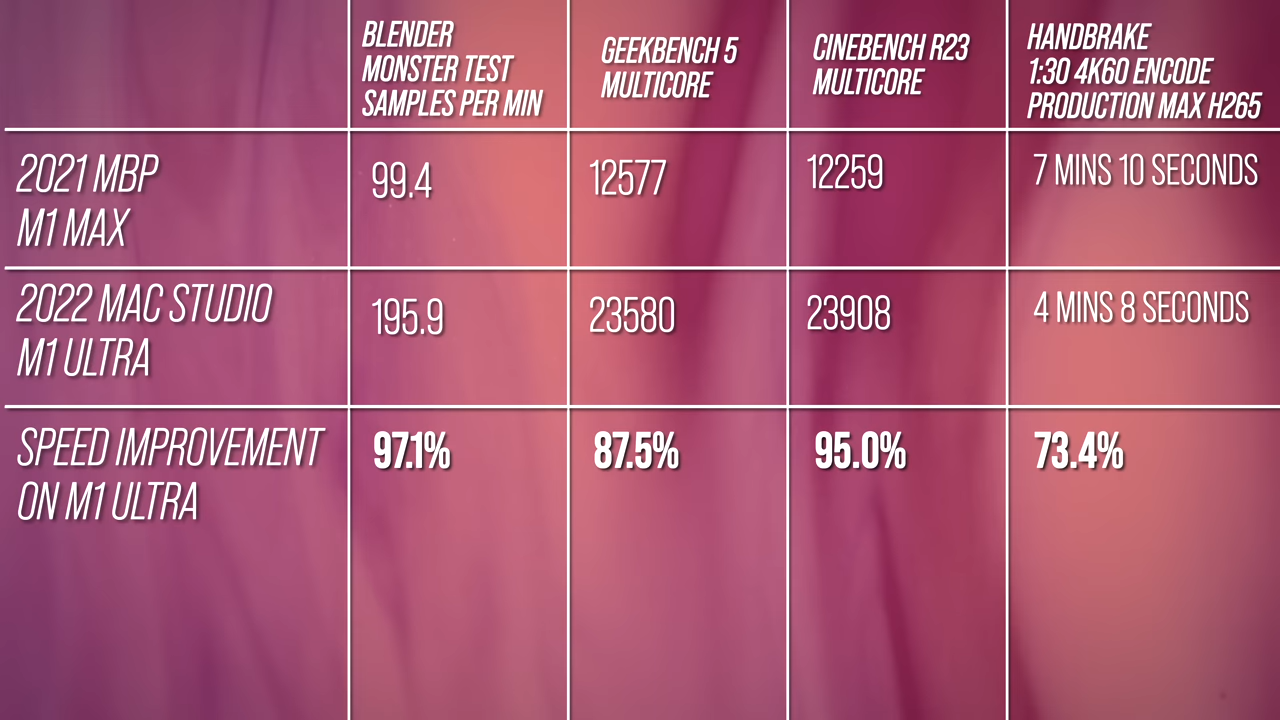 BLENDER
MONSTER TEST
SAMPLES PER MIN
GEEKBENCH 5
MULTICORE
CINEBENCH R23
MULTICORE
HANDBRAKE
1:30 4K60 ENCODE
PRODUCTION MAX H265
2021 MBP
M1 MAX
99.4
12577
12259
7 MINS 10 SECONDS
2022 MAC STUDIO
M1 ULTRA
195.9
23580
23908
4 MINS 8 SECONDS
SPEED IMPROVEMENT
ON M1 ULTRA
97.1%
87.5%
95.0%
73.4%